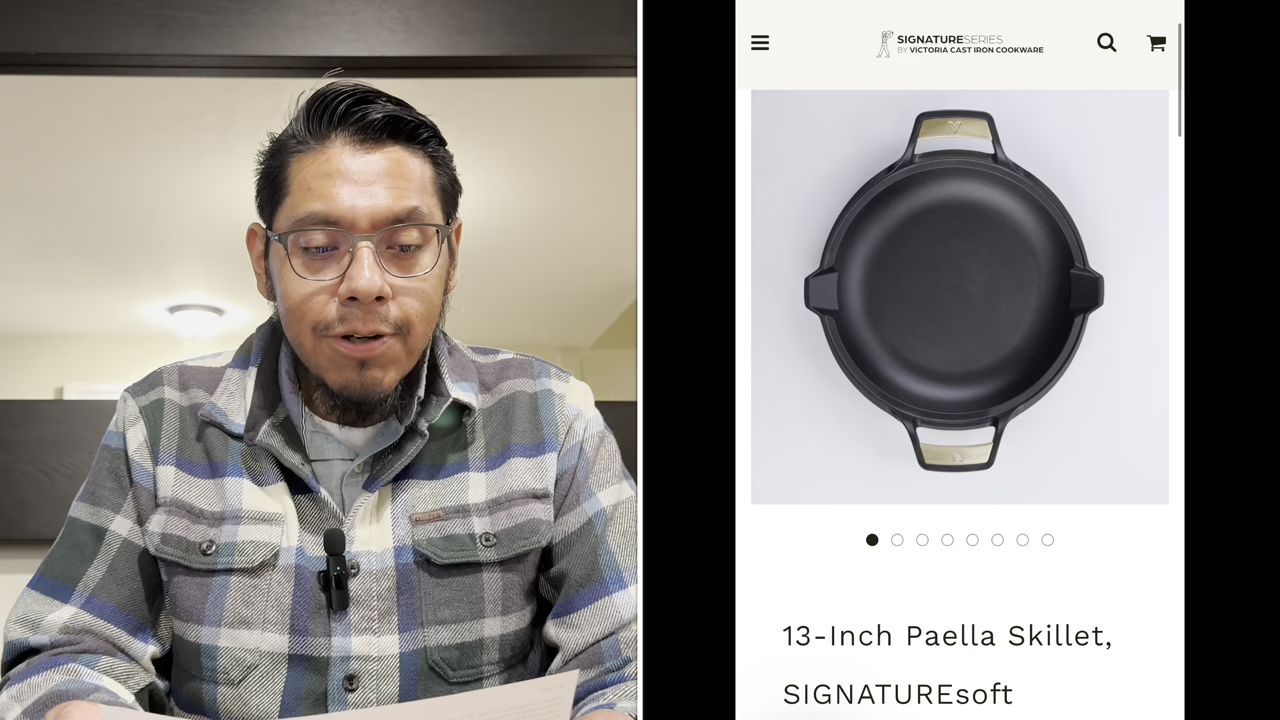 SIGNATURESERIES
BY VICTORIA CAST IRON COOKWARE
13-Inch Paella Skillet,
SIGNATUREsoft